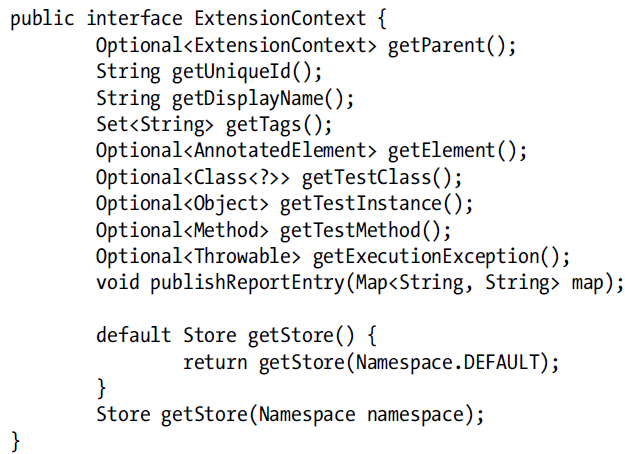 public interface ExtensionContext {
        Optional<ExtensionContext> getParent();
        String getUniqueId();
        String getDisplayName();
        Set<String> getTags();
        Optional<AnnotatedElement> getElement();
        Optional<Class<?>> getTestClass();
        Optional<Object> getTestInstance();
        Optional<Method> getTestMethod();
        Optional<Throwable> getExecutionException();
        void publishReportEntry(Map<String, String> map);

        default Store getStore() {
                return getStore(Namespace.DEFAULT);
        }
        Store getStore(Namespace namespace);
}